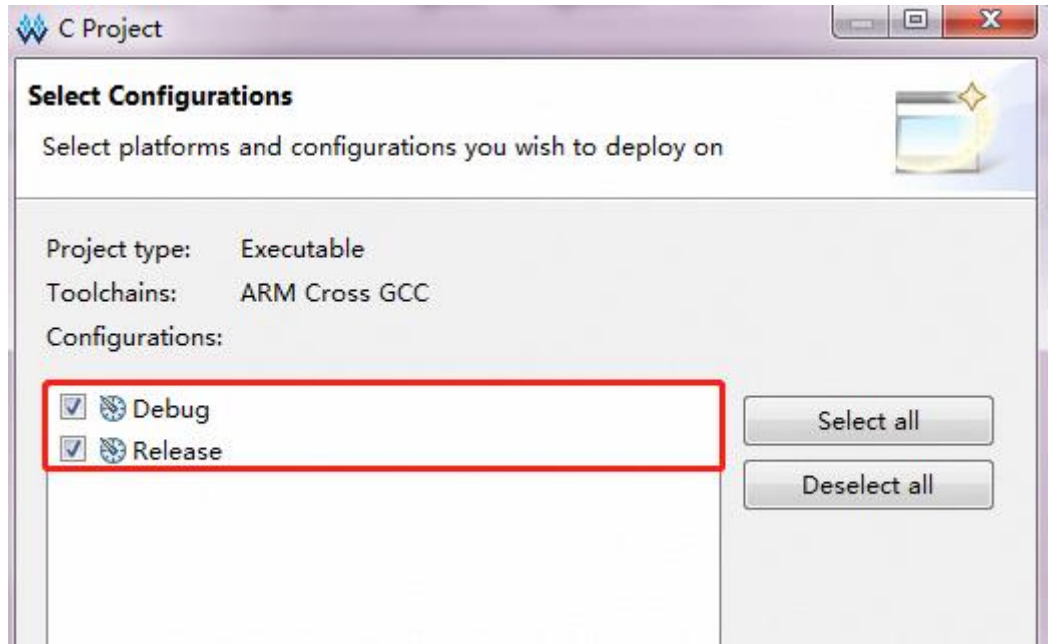 C Project
Select Configurations
Select platforms and configurations you wish to deploy on
Project type: Executable
Toolchains: ARM Cross GCC
Configurations:
Debug
Release
Select all
Deselect all